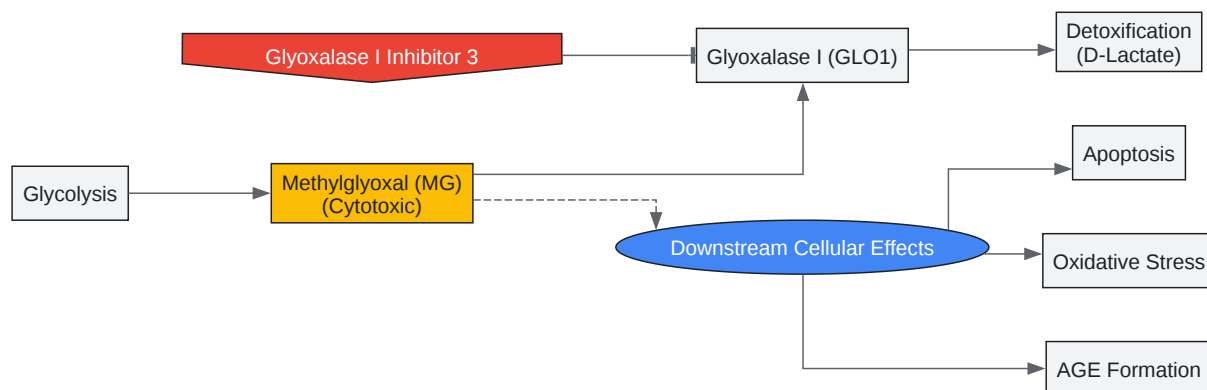 Glyoxalase I Inhibitor 3
Glyoxalase I (GLO1)
Detoxification
(D-Lactate)
Glycolysis
Methylglyoxal (MG)
(Cytotoxic)
Apoptosis
Downstream Cellular Effects
Oxidative Stress
AGE Formation